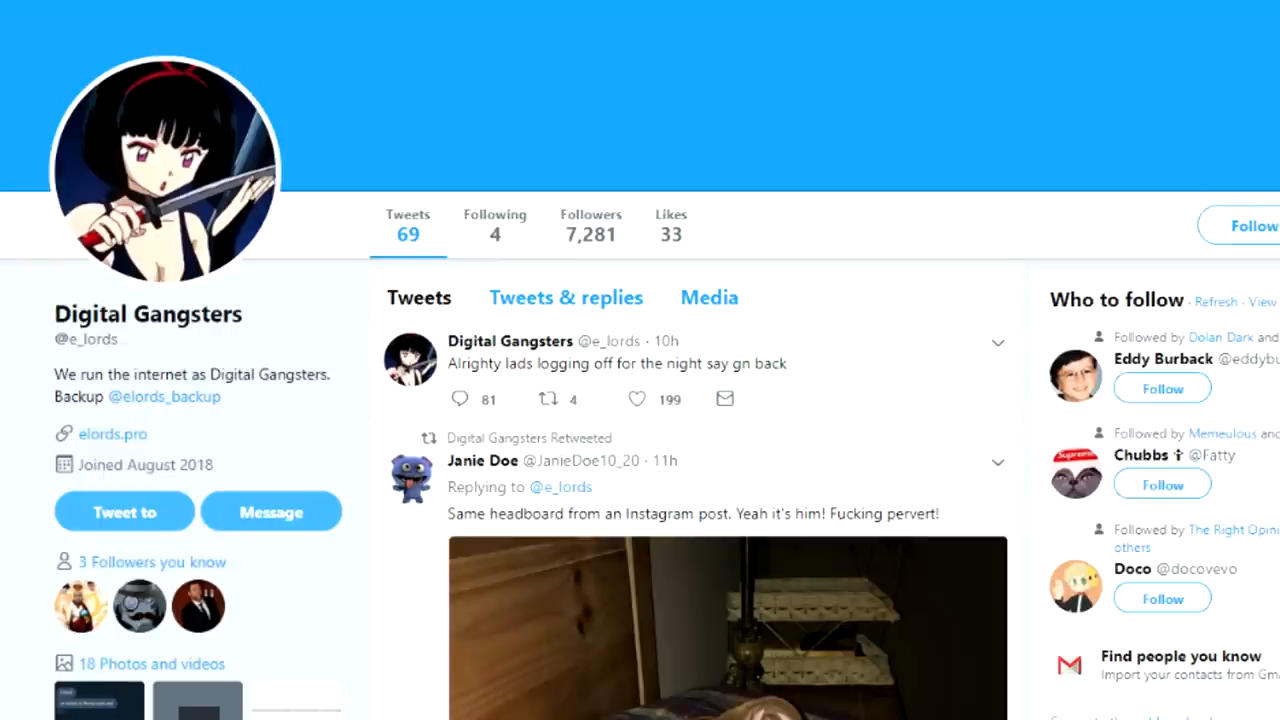 Tweets Following Followers Likes
69 4 7,281 33
Follow
Digital Gangsters
@e_lords
We run the internet as Digital Gangsters.
Backup @elords_backup
elords.pro
Joined August 2018
Tweet to Message
3 Followers you know
18 Photos and videos
Tweets Tweets & replies Media
Digital Gangsters @e_lords · 10h
Alrighty lads logging off for the night say gn back
81 4 199
Digital Gangsters Retweeted
Janie Doe @JanieDoe10_20 · 11h
Replying to @e_lords
Same headboard from an Instagram post. Yeah it's him! Fucking pervert!
Who to follow · Refresh · View
Followed by Dolan Dark and
Eddy Burback @eddybu
Follow
Followed by Memeulous and
Chubbs @Fatty
Supreme
Follow
Followed by The Right Opini
others
Doco @docovevo
Follow
Find people you know
Import your contacts from Gma